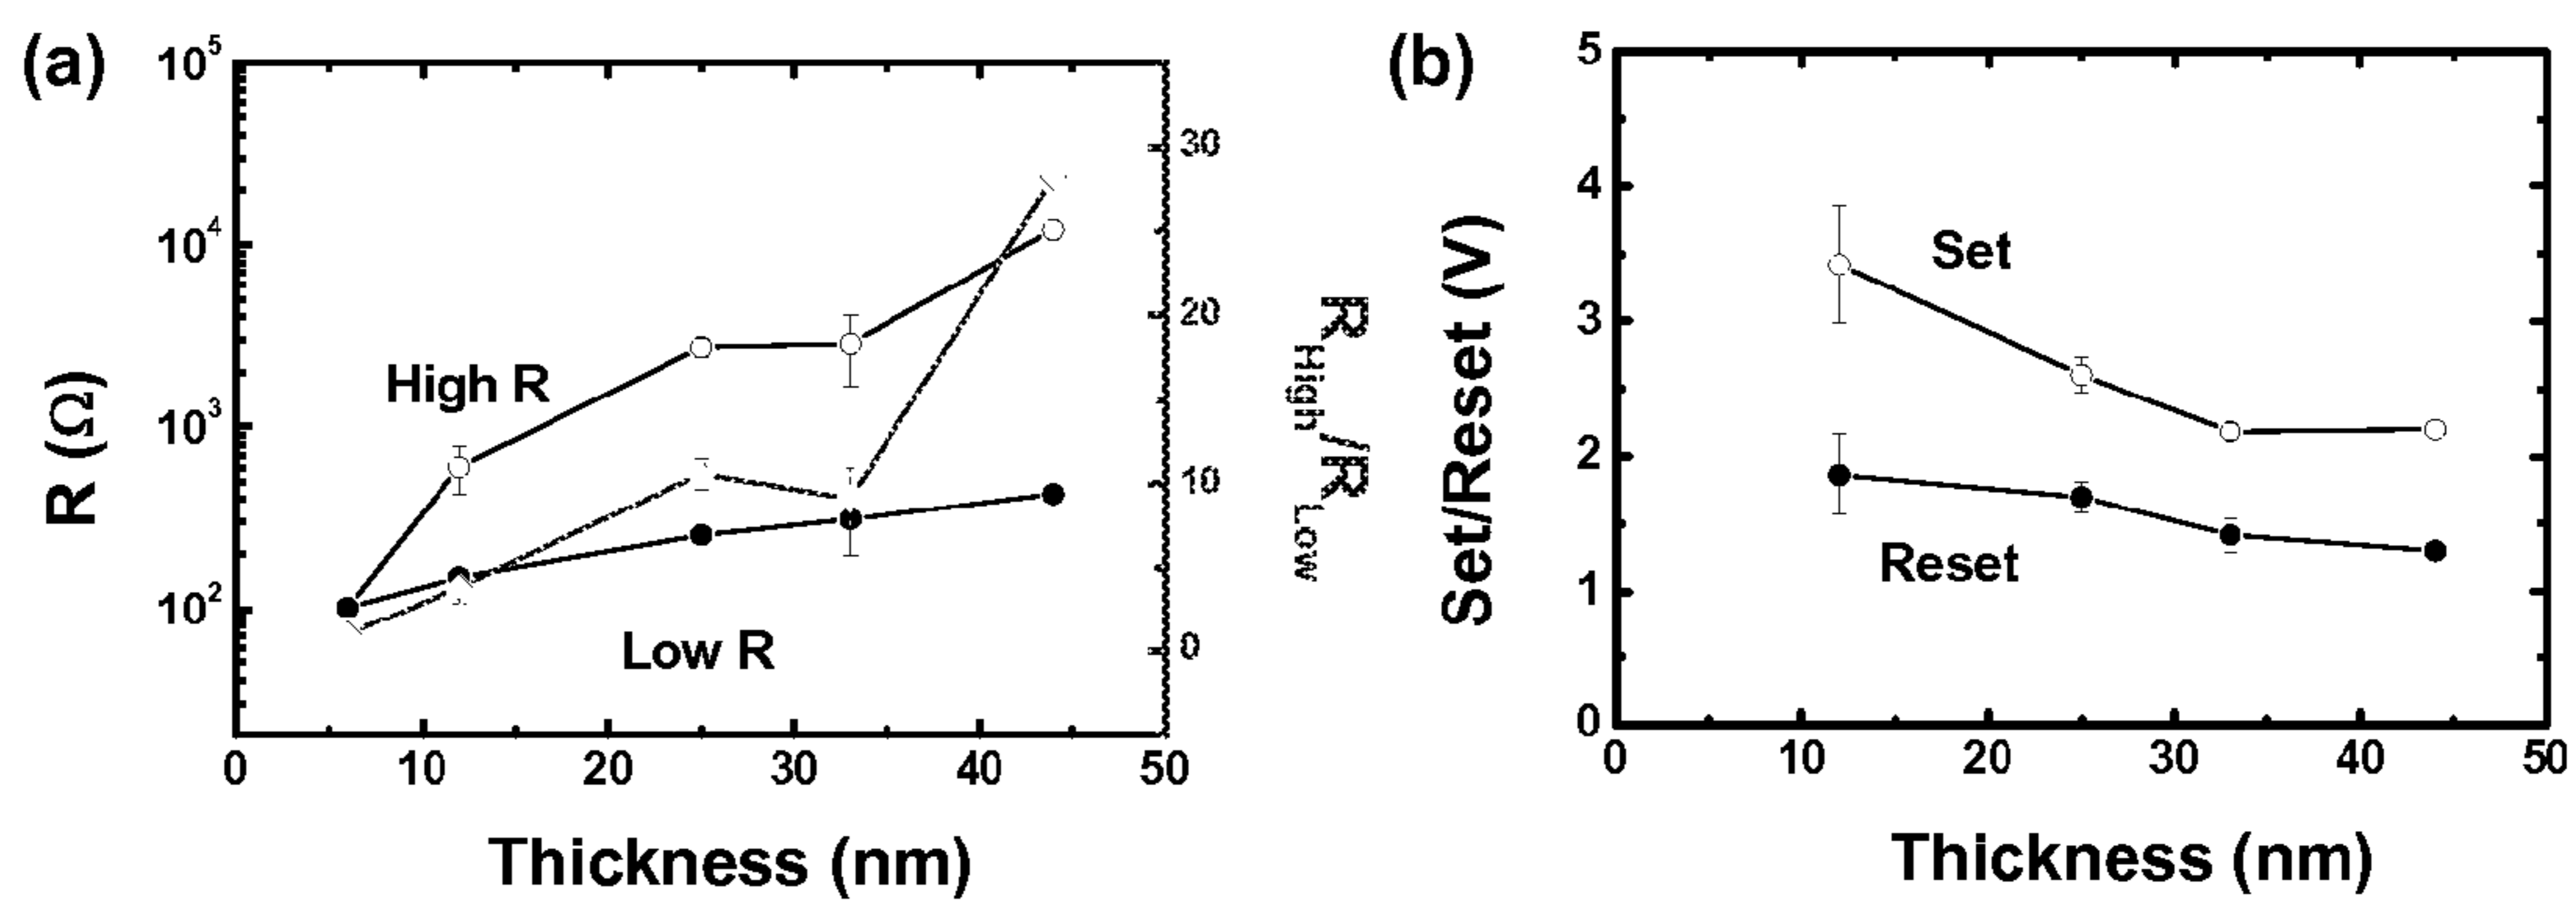 (a)
10^5
10^4
10^3
10^2
R (Ω)
High R
Low R
30
20
10
0
R_High/R_Low
0 10 20 30 40 50
Thickness (nm)
(b)
5
4
3
2
1
0
Set/Reset (V)
Set
Reset
0 10 20 30 40 50
Thickness (nm)